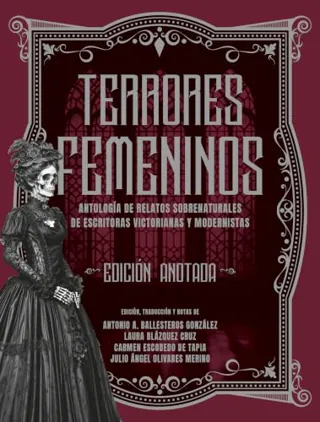 TERRORES
FEMENINOS
ANTOLOGÍA DE RELATOS SOBRENATURALES
DE ESCRITORAS VICTORIANAS Y MODERNISTAS
EDICIÓN ANOTADA
EDICIÓN, TRADUCCIÓN Y NOTAS DE
ANTONIO A. BALLESTEROS GONZÁLEZ
LAURA BLÁZQUEZ CRUZ
CARMEN ESCOBEDO DE TAPIA
JULIO ÁNGEL OLIVARES MERINO